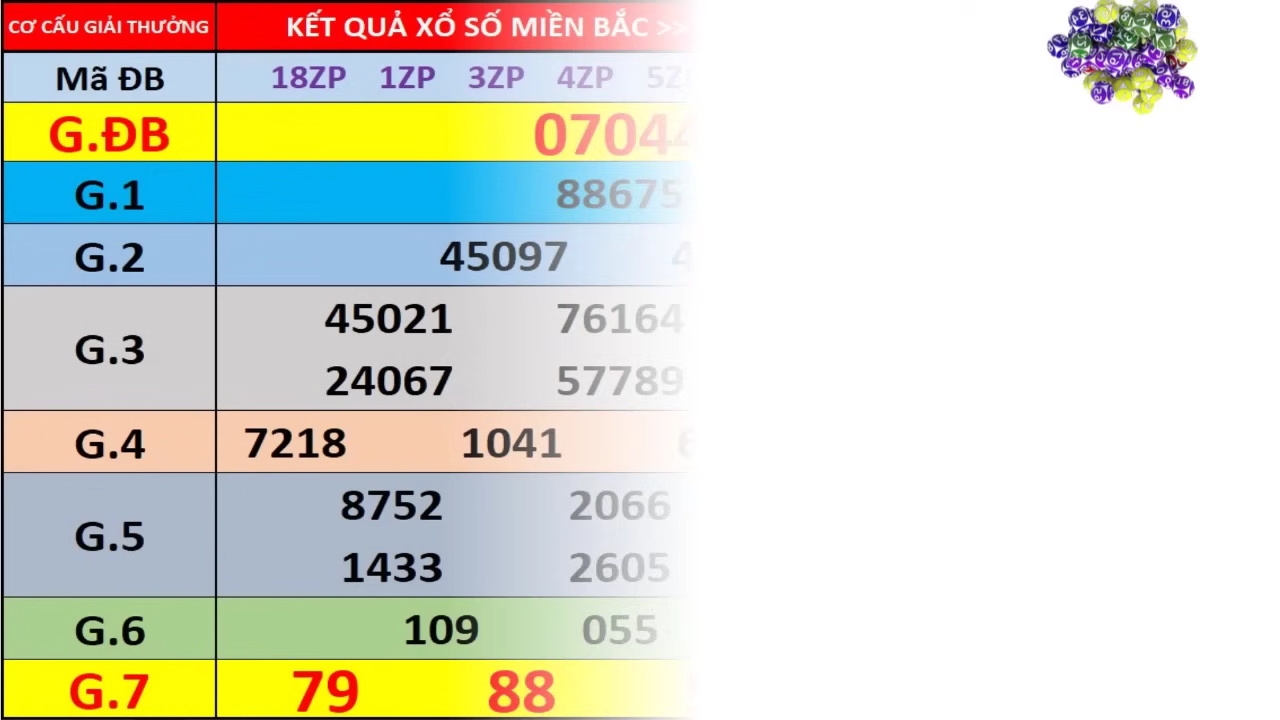 CƠ CẤU GIẢI THƯỞNG KẾT QUẢ XỔ SỐ MIỀN BẮC >>
Mã ĐB 18ZP 1ZP 3ZP 4ZP
G.ĐB 07044
G.1 88675
G.2 45097
G.3
45021 76164
24067 57789
G.4 7218 1041
G.5
8752 2066
1433 2605
G.6 109 055
G.7 79 88